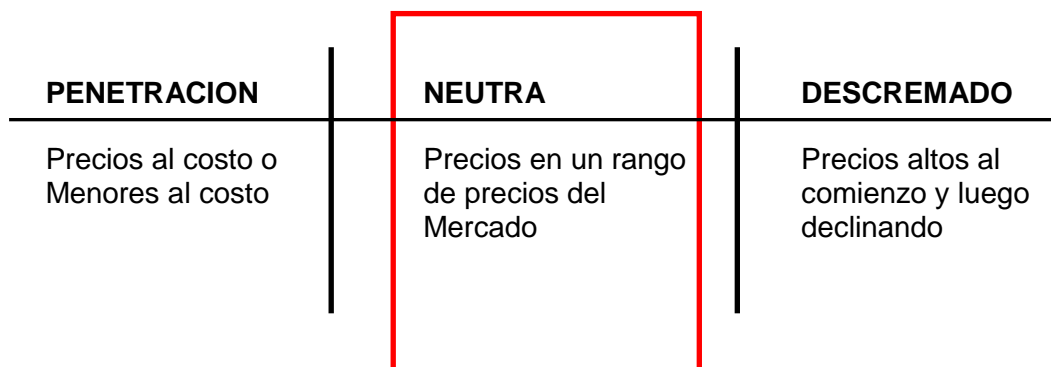 PENETRACION
NEUTRA
DESCREMADO
Precios al costo o
Menores al costo
Precios en un rango
de precios del
Mercado
Precios altos al
comienzo y luego
declinando